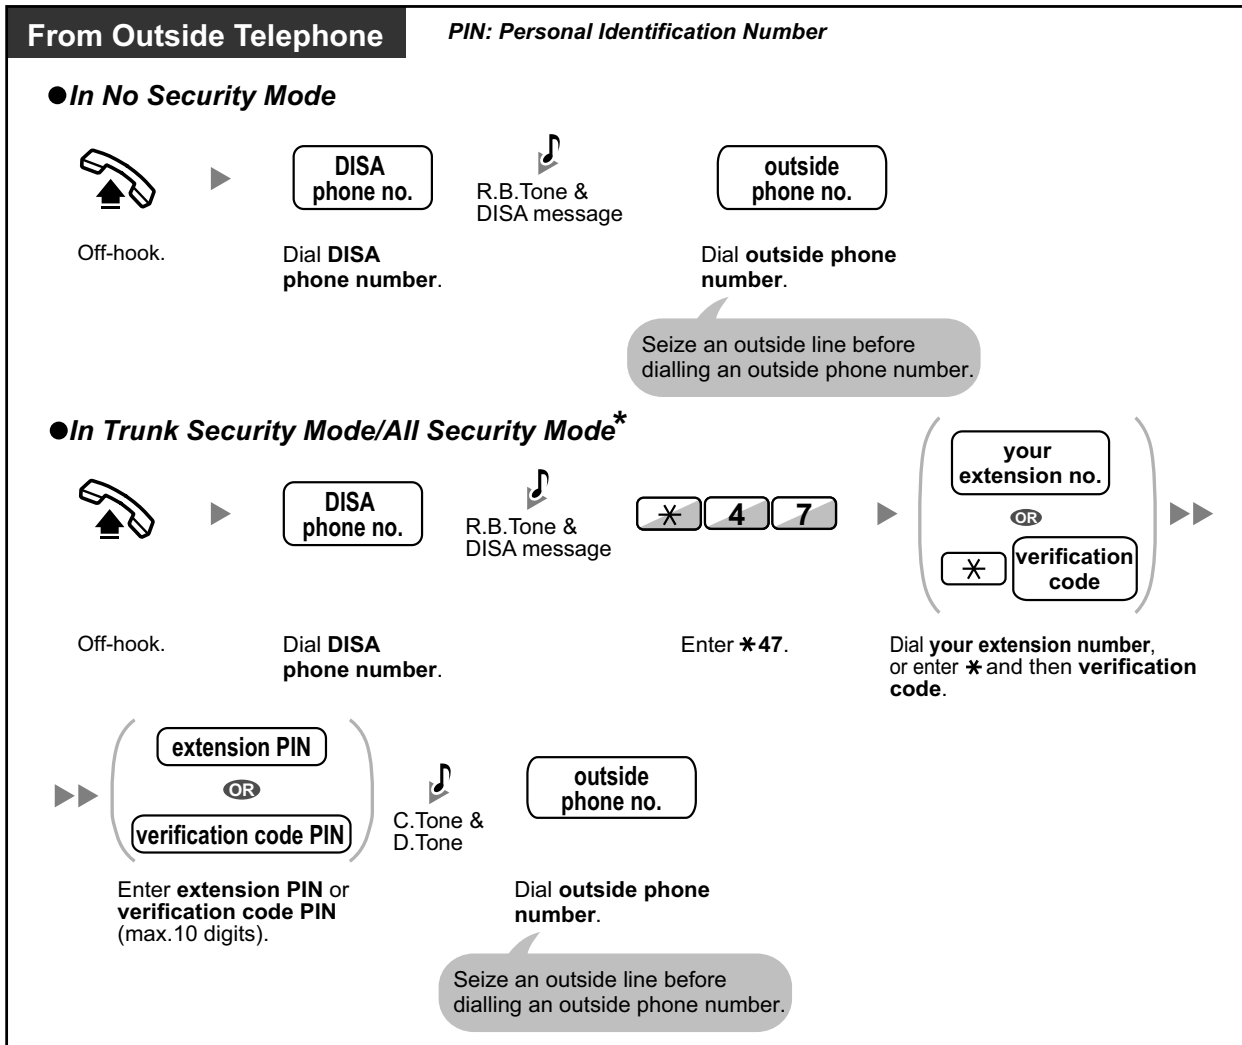 From Outside Telephone
PIN: Personal Identification Number
●In No Security Mode
DISA
phone no.
R.B.Tone &
DISA message
outside
phone no.
Off-hook.
Dial DISA
phone number.
Dial outside phone
number.
Seize an outside line before
dialling an outside phone number.
●In Trunk Security Mode/All Security Mode*
DISA
phone no.
R.B.Tone &
DISA message
* 4 7
your
extension no.
OR
* verification
code
Off-hook.
Dial DISA
phone number.
Enter *47.
Dial your extension number,
or enter * and then verification
code.
extension PIN
OR
verification code PIN
C.Tone &
D.Tone
outside
phone no.
Enter extension PIN or
verification code PIN
(max.10 digits).
Dial outside phone
number.
Seize an outside line before
dialling an outside phone number.